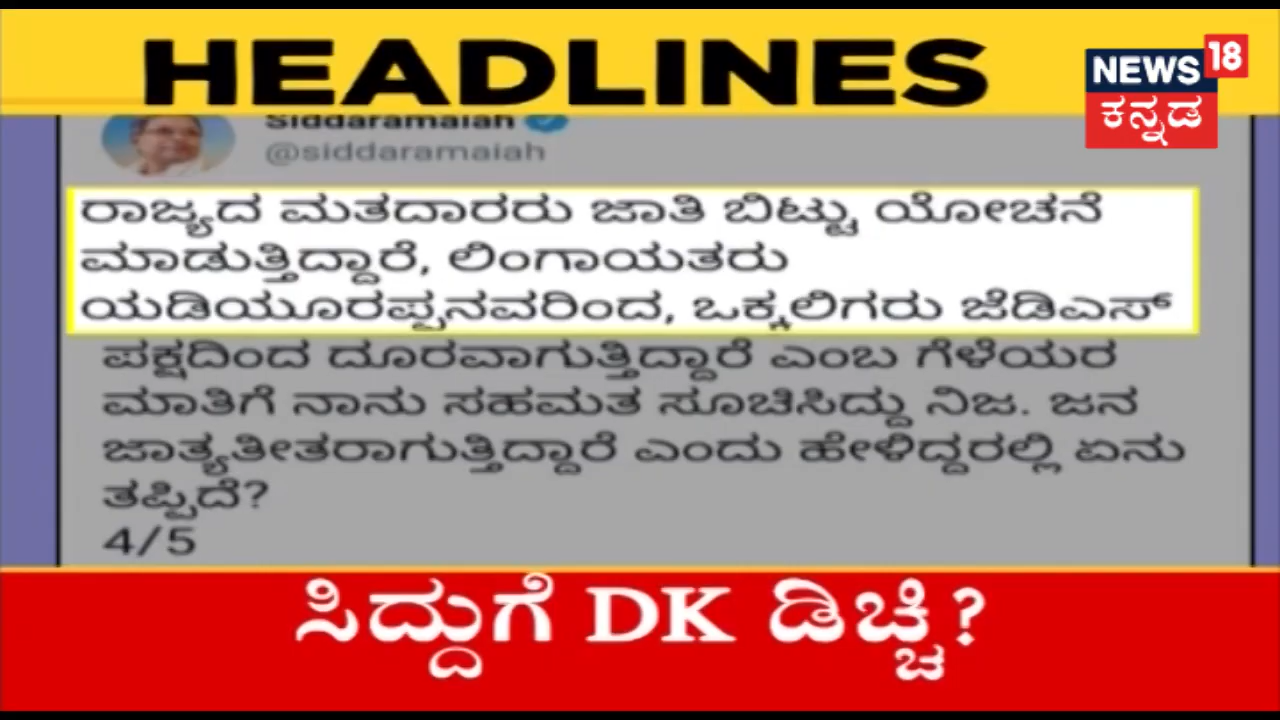 HEADLINES
NEWS 18
ಕನ್ನಡ
Siddaramaiah
@siddaramaiah
ರಾಜ್ಯದ ಮತದಾರರು ಜಾತಿ ಬಿಟ್ಟು ಯೋಚನೆ
ಮಾಡುತ್ತಿದ್ದಾರೆ, ಲಿಂಗಾಯತರು
ಯಡಿಯೂರಪ್ಪನವರಿಂದ, ಒಕ್ಕಲಿಗರು ಜೆಡಿಎಸ್
ಪಕ್ಷದಿಂದ ದೂರವಾಗುತ್ತಿದ್ದಾರೆ ಎಂಬ ಗೆಳೆಯರ
ಮಾತಿಗೆ ನಾನು ಸಹಮತ ಸೂಚಿಸಿದ್ದು ನಿಜ. ಜನ
ಜಾತ್ಯತೀತರಾಗುತ್ತಿದ್ದಾರೆ ಎಂದು ಹೇಳಿದ್ದರಲ್ಲಿ ಏನು
ತಪ್ಪಿದೆ?
4/5
ಸಿದ್ದುಗೆ DK ಡಿಚ್ಚಿ?